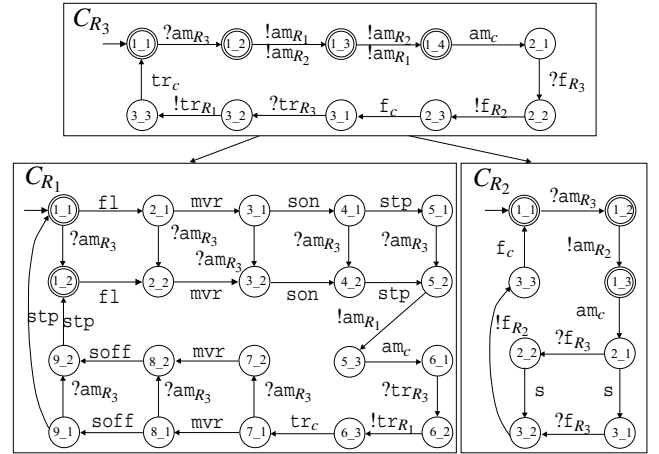 C_{R_3}
?am_{R_3} !am_{R_1} !am_{R_2} am_c
!am_{R_2} !am_{R_1}
1_1 1_2 1_3 1_4 2_1
tr_c ?f_{R_3}
!tr_{R_1} ?tr_{R_3} f_c !f_{R_2}
3_3 3_2 3_1 2_3 2_2
C_{R_1}
fl mvr son stp
1_1 2_1 3_1 4_1 5_1
?am_{R_3} ?am_{R_3} ?am_{R_3} ?am_{R_3} ?am_{R_3}
1_2 2_2 3_2 4_2 5_2
fl mvr son stp
stp stp !am_{R_1}
soff mvr am_c
9_2 8_2 7_2 5_3 6_1
?am_{R_3} ?am_{R_3} ?am_{R_3} ?tr_{R_3}
soff mvr tr_c !tr_{R_1}
9_1 8_1 7_1 6_3 6_2
C_{R_2}
?am_{R_3}
1_1 1_2
f_c !am_{R_2}
3_3 1_3
!f_{R_2} am_c
?f_{R_3}
2_2 2_1
s s
?f_{R_3}
3_2 3_1